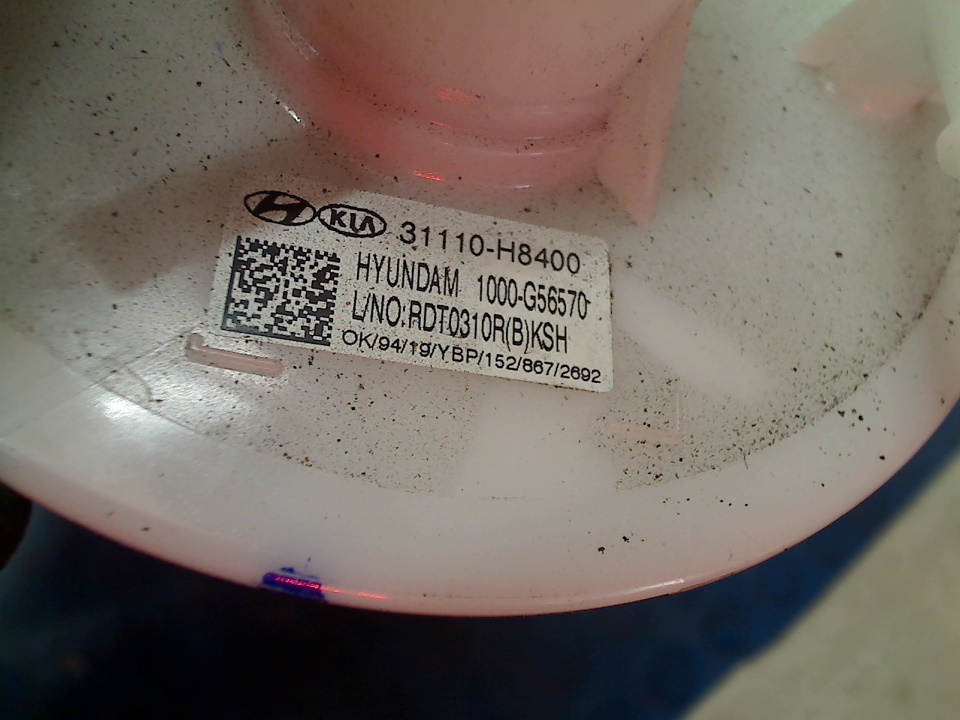 KIA 31110-H8400
HYUNDAM 1000-G56570
L/NO:RDT0310R(B)KSH
OK/94/19/YBP/152/867/2692